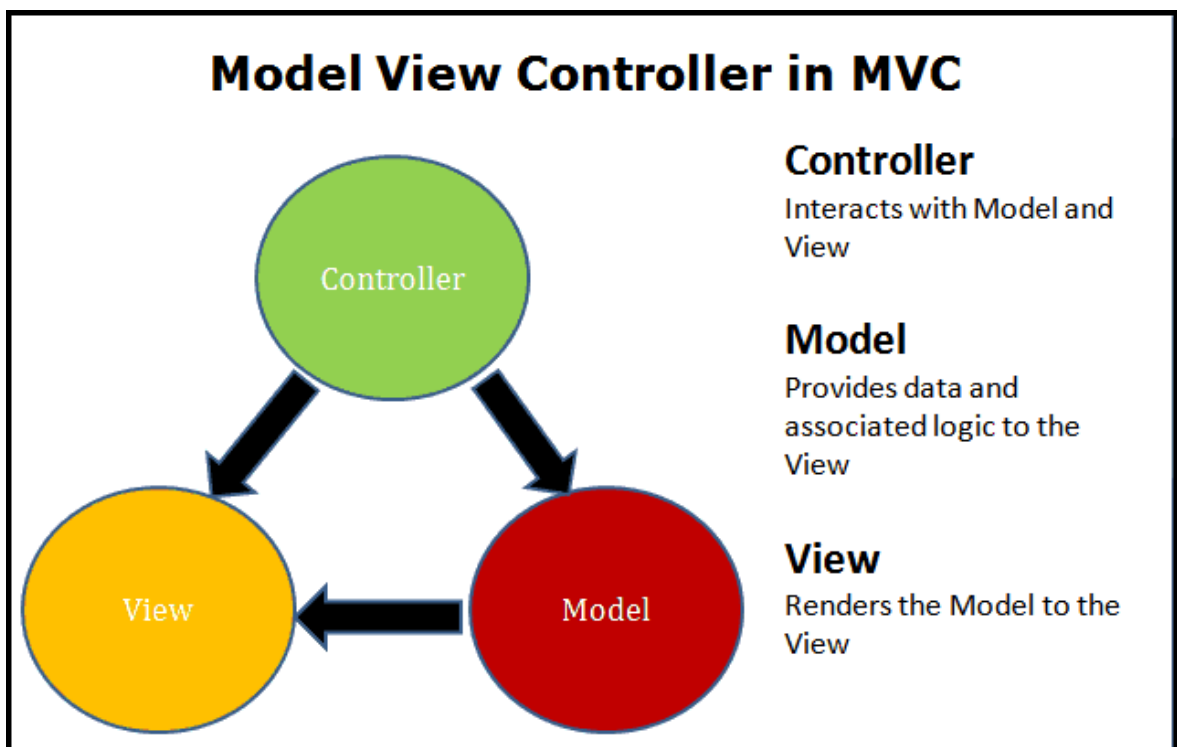 Model View Controller in MVC
Controller
View
Model
Controller
Interacts with Model and
View
Model
Provides data and
associated logic to the
View
View
Renders the Model to the
View